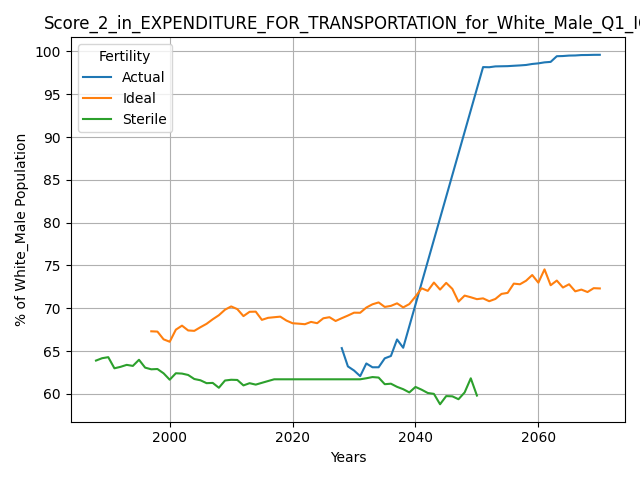 Score_2_in_EXPENDITURE_FOR_TRANSPORTATION_for_White_Male_Q1_I
Fertility
Actual
Ideal
Sterile
% of White_Male Population
100
95
90
85
80
75
70
65
60
2000
2020
2040
2060
Years